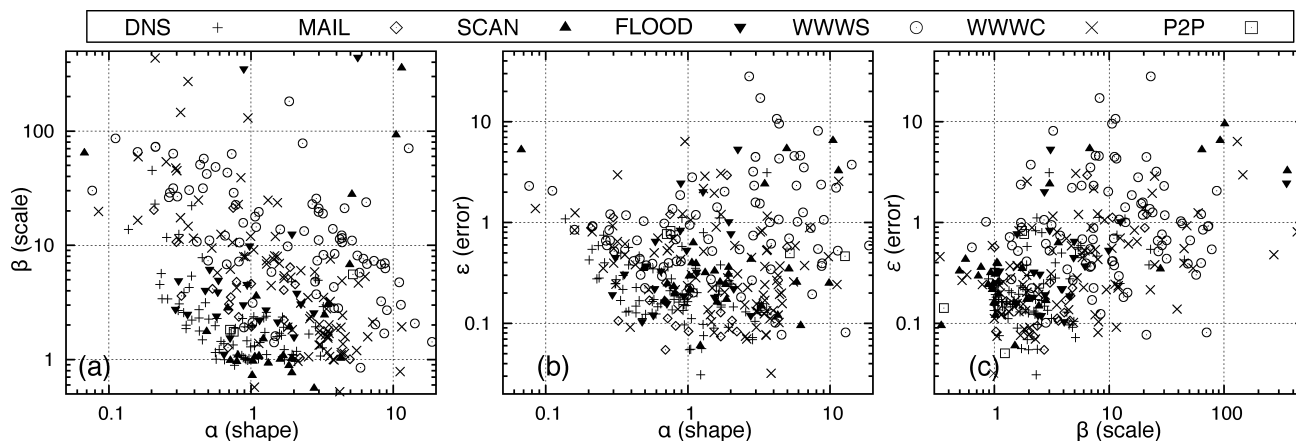 DNS MAIL SCAN FLOOD WWWS WWWC P2P
β (scale)
100
10
1
(a)
0.1 1 10
α (shape)
ε (error)
10
1
0.1
(b)
0.1 1 10
α (shape)
ε (error)
10
1
0.1
(c)
1 10 100
β (scale)